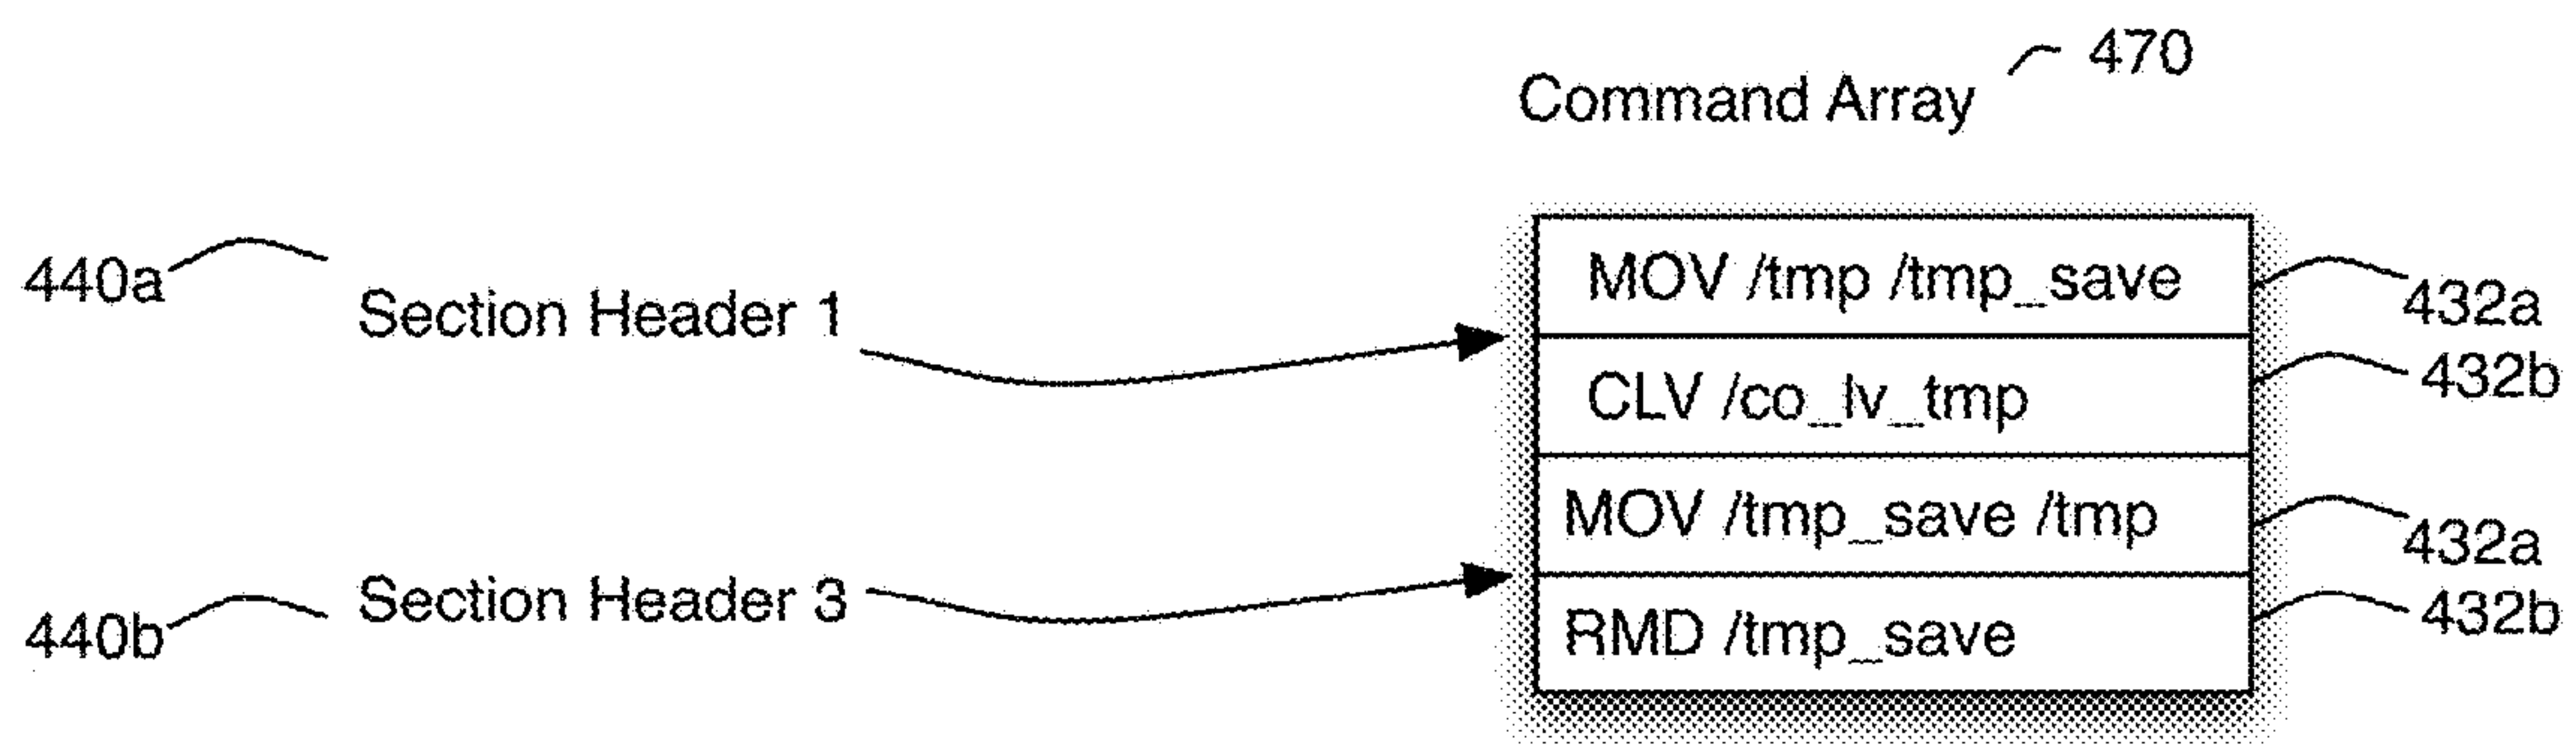 470
Command Array
440a
Section Header 1
MOV /tmp /tmp_save
432a
CLV /co_lv_tmp
432b
MOV /tmp_save /tmp
432a
440b
Section Header 3
RMD /tmp_save
432b